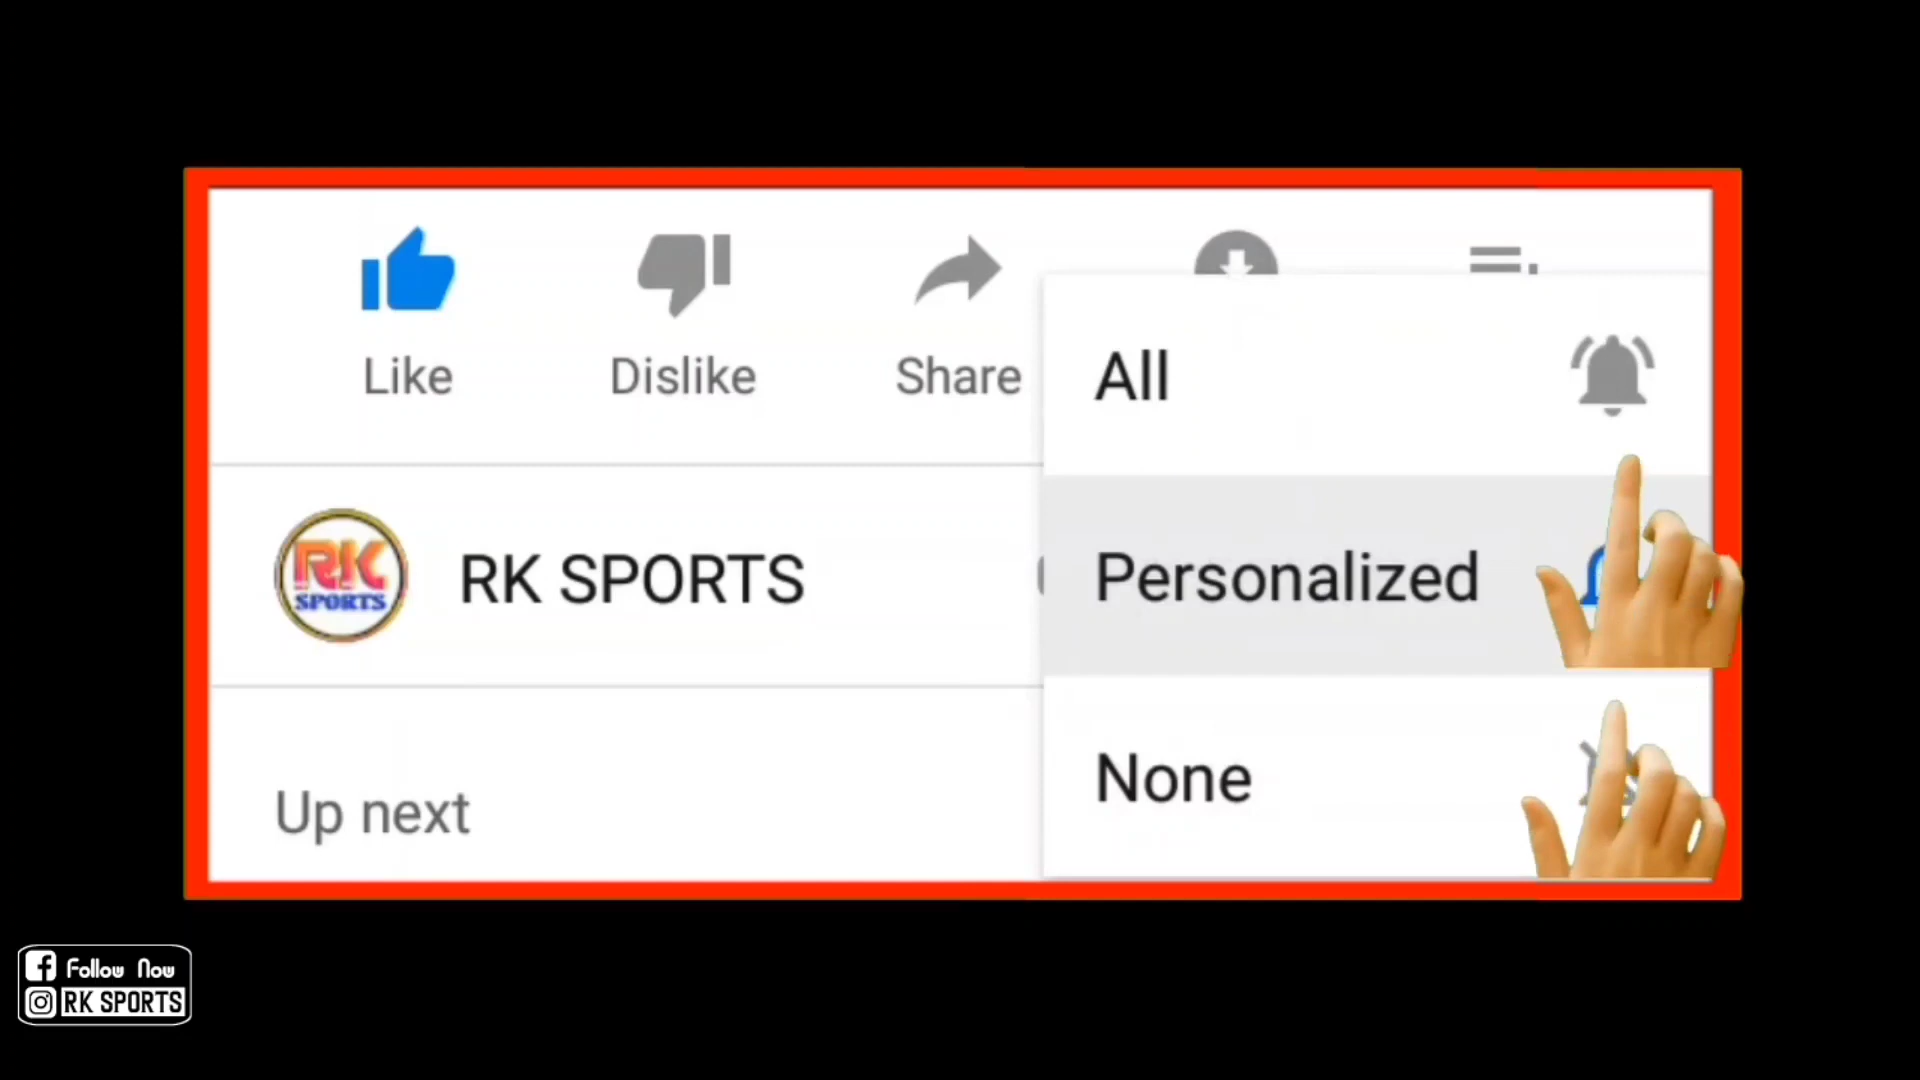 Like
Dislike
Share
All
RK
SPORTS
RK SPORTS
Personalized
None
Up next
Follow Now
RK SPORTS